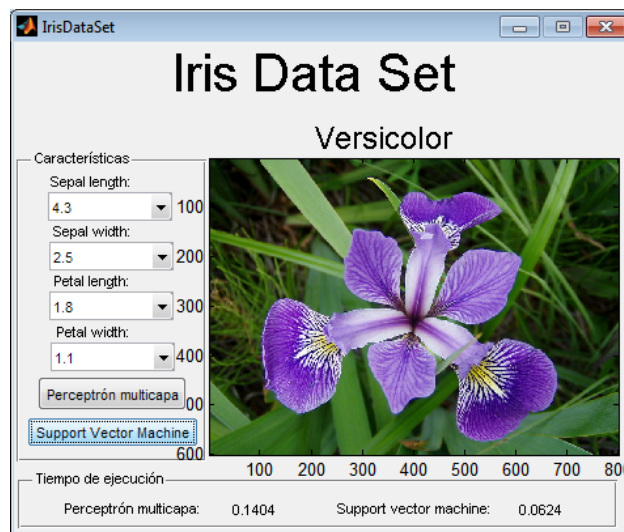 IrisDataSet
Iris Data Set
Versicolor
Características
Sepal length:
4.3
Sepal width:
2.5
Petal length:
1.8
Petal width:
1.1
Perceptrón multicapa
Support Vector Machine
100
200
300
400
00
600
100 200 300 400 500 600 700 80
Tiempo de ejecución
Perceptrón multicapa: 0.1404 Support vector machine: 0.0624